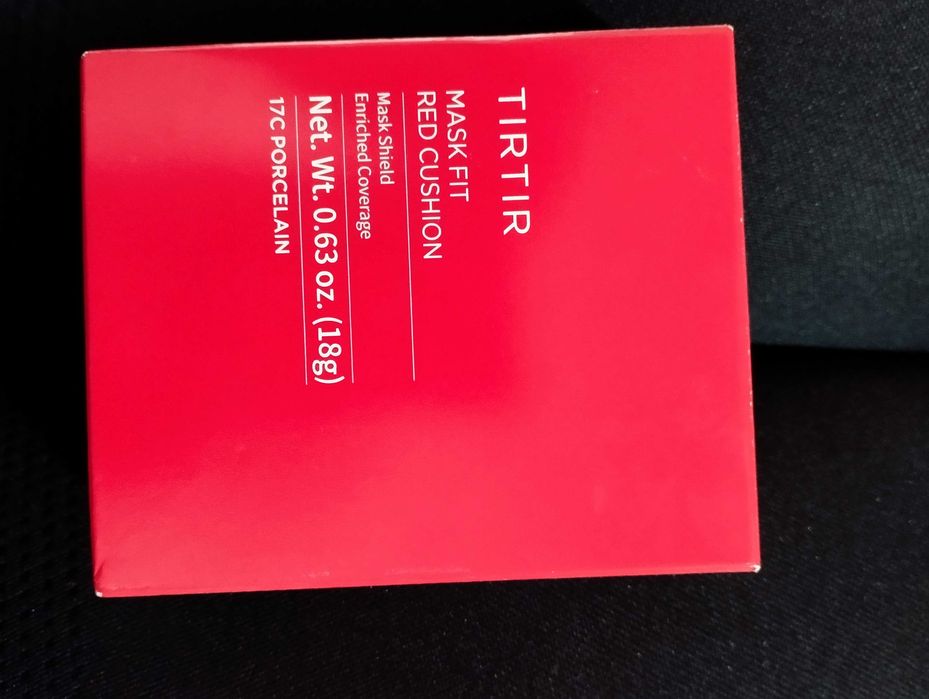 TIRTIR
MASK FIT
RED CUSHION
Mask Shield
Enriched Coverage
Net. Wt. 0.63 oz. (18g)
17C PORCELAIN